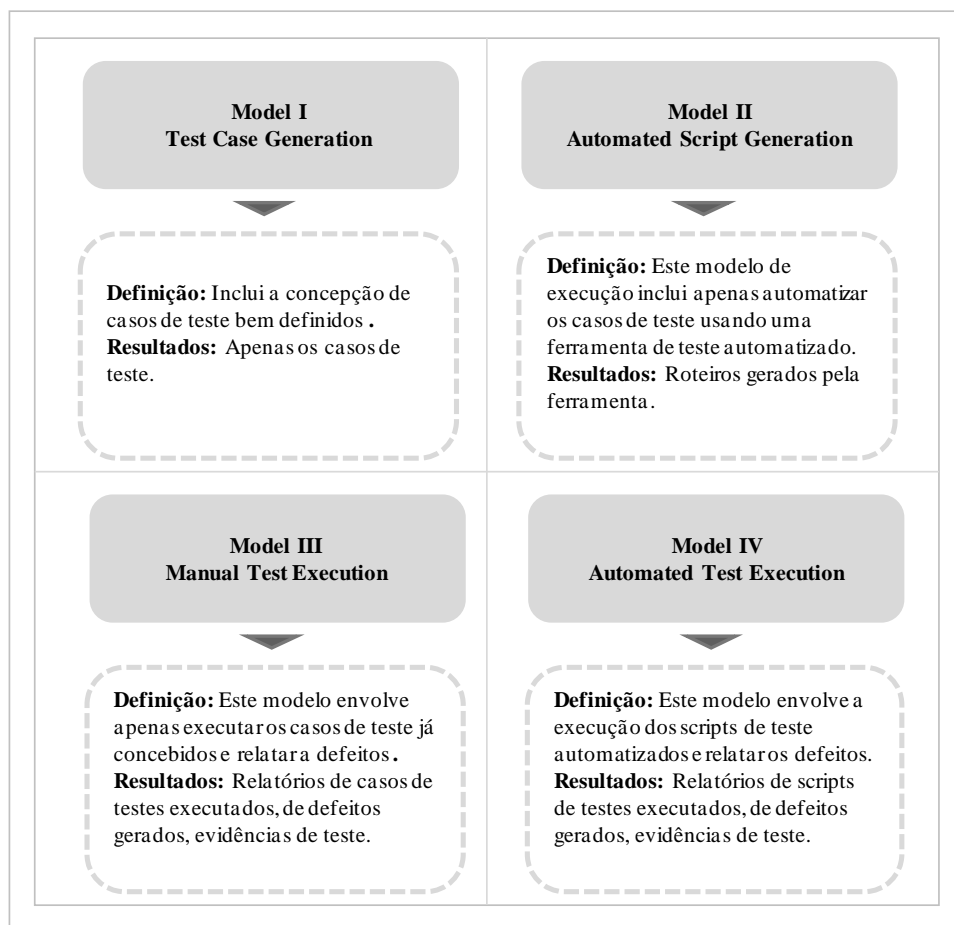 Model I
Test Case Generation
Definição: Inclui a concepção de
casos de teste bem definidos .
Resultados: Apenas os casos de
teste.
Model II
Automated Script Generation
Definição: Este modelo de
execução inclui apenas automatizar
os casos de teste usando uma
ferramenta de teste automatizado.
Resultados: Roteiros gerados pela
ferramenta.
Model III
Manual Test Execution
Definição: Este modelo envolve
apenas executar os casos de teste já
concebidos e relatar a defeitos .
Resultados: Relatórios de casos de
testes executados, de defeitos
gerados, evidências de teste.
Model IV
Automated Test Execution
Definição: Este modelo envolve a
execução dos scripts de teste
automatizados e relatar os defeitos.
Resultados: Relatórios de scripts
de testes executados, de defeitos
gerados, evidências de teste.